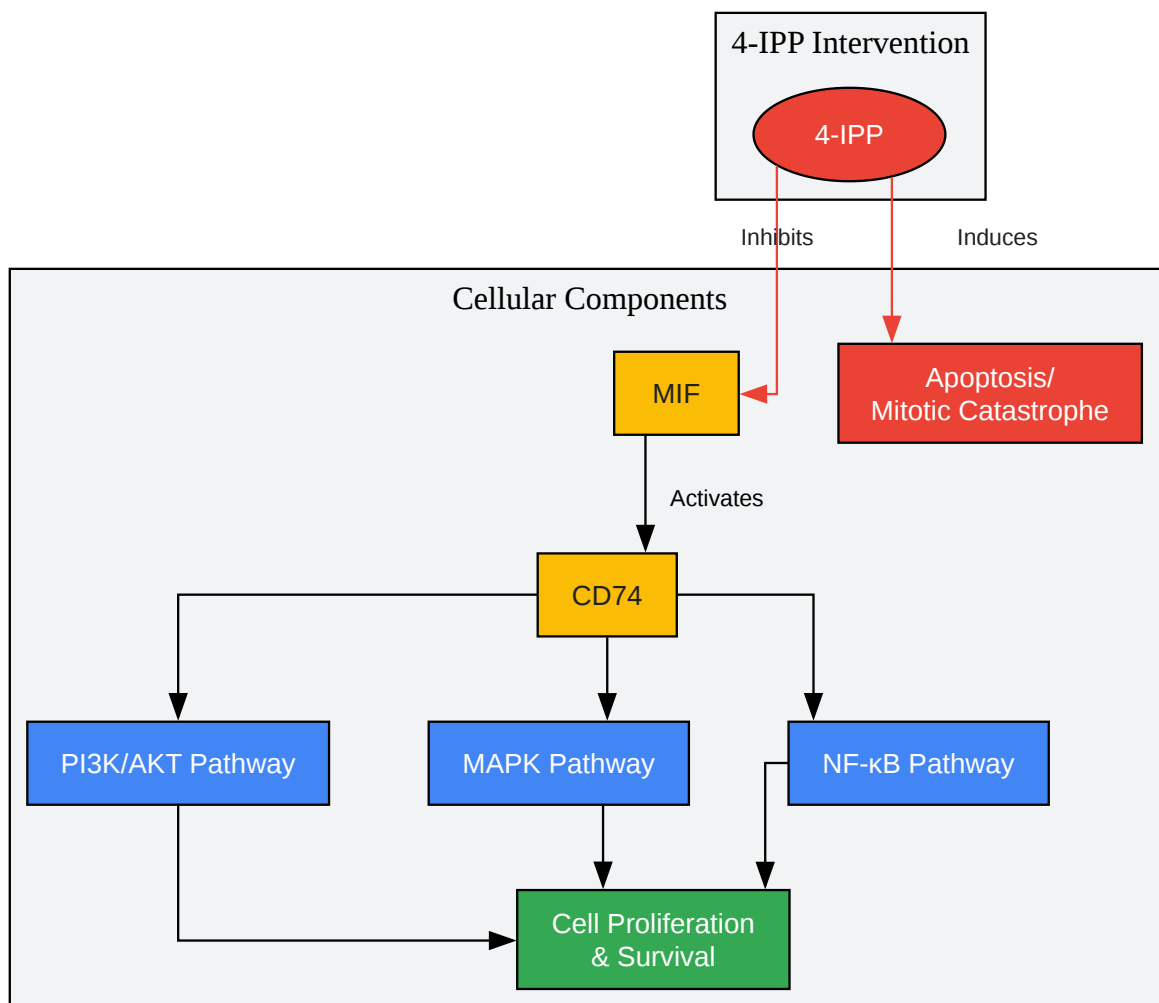 4-IPP Intervention
4-IPP
Inhibits
Induces
Cellular Components
MIF
Apoptosis/
Mitotic Catastrophe
Activates
CD74
PI3K/AKT Pathway
MAPK Pathway
NF-κB Pathway
Cell Proliferation
& Survival